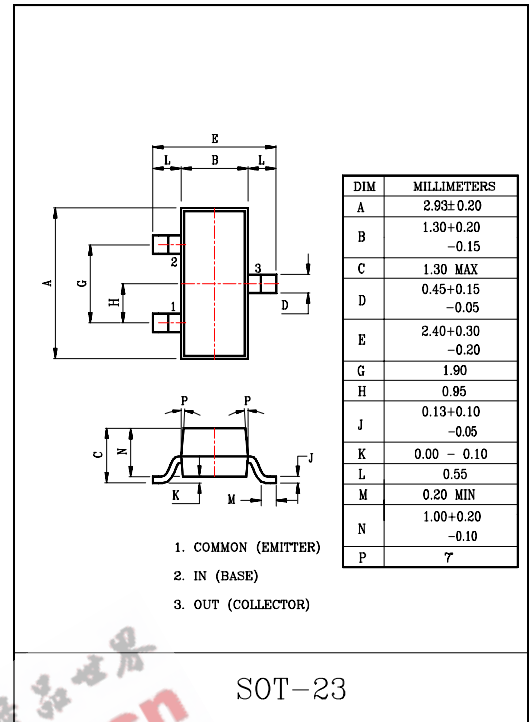 E
L B L
A
G
H
2
3
1
D
P P
C
N
J
K
M
DIM MILLIMETERS
A 2.93±0.20
B 1.30+0.20
-0.15
C 1.30 MAX
D 0.45+0.15
-0.05
E 2.40+0.30
-0.20
G 1.90
H 0.95
J 0.13+0.10
-0.05
K 0.00 - 0.10
L 0.55
M 0.20 MIN
N 1.00+0.20
-0.10
P 7°
1. COMMON (EMITTER)
2. IN (BASE)
3. OUT (COLLECTOR)
SOT-23
品世界